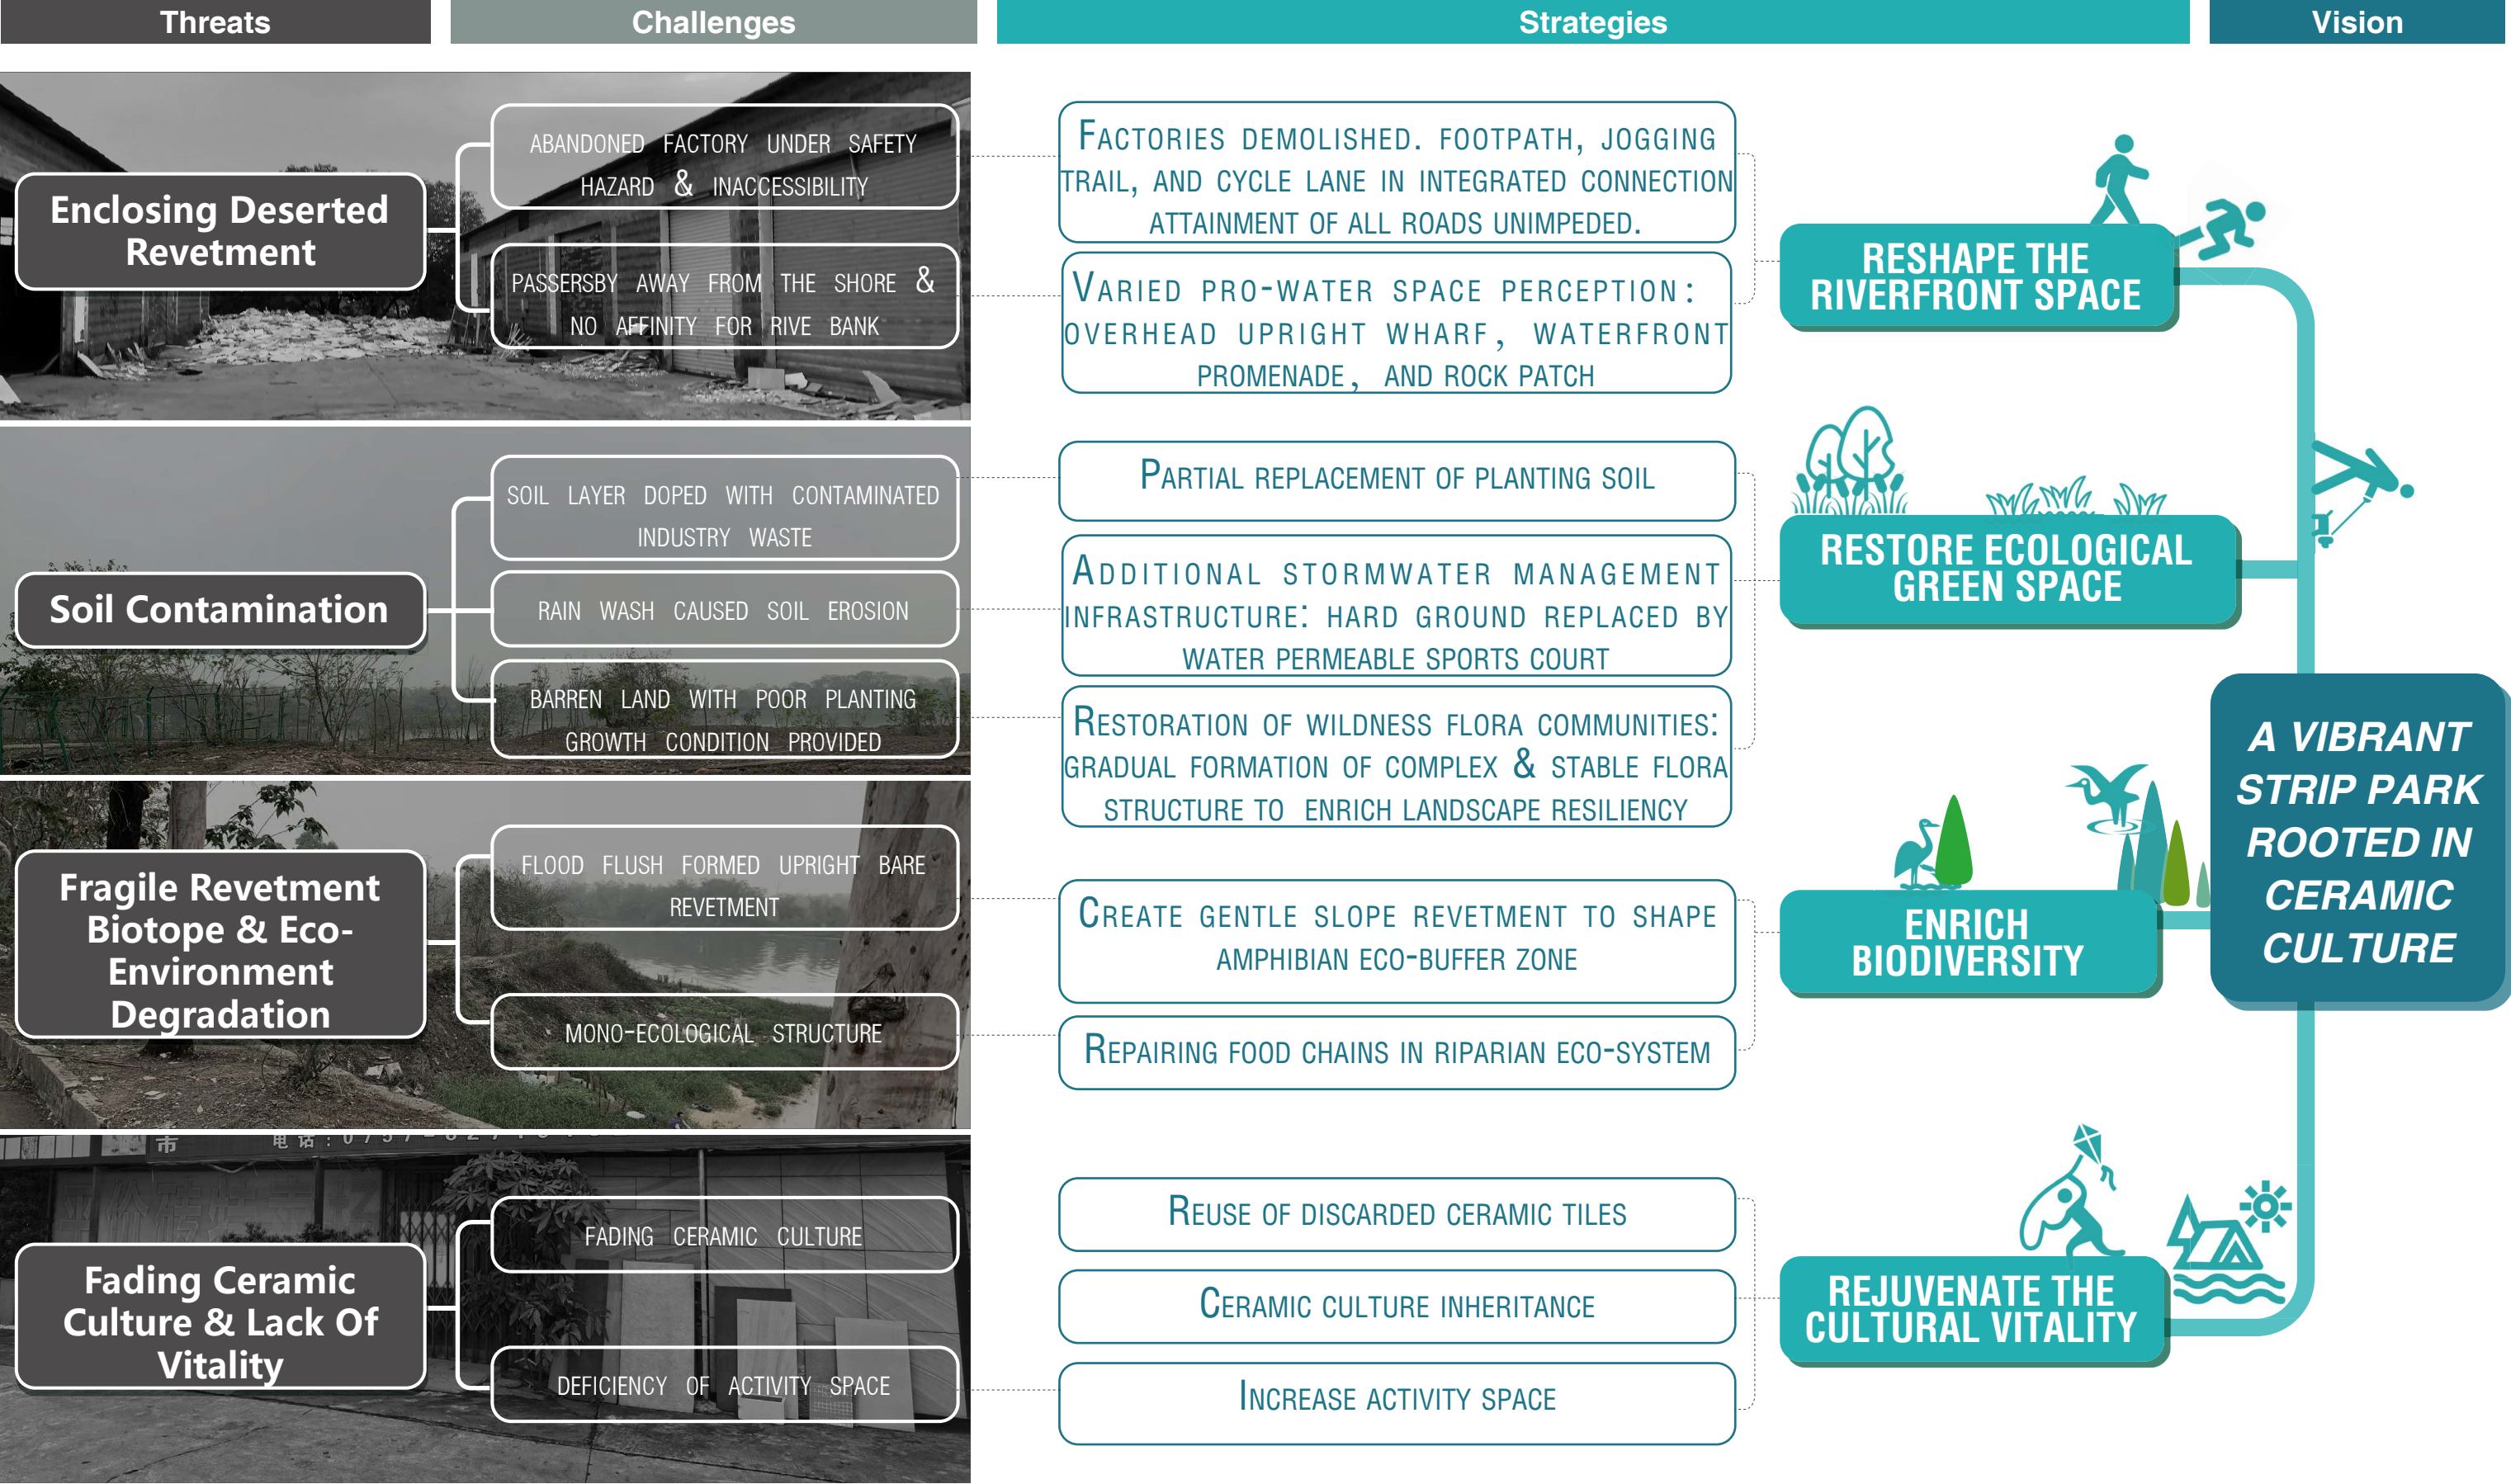 Threats
Challenges
Strategies
Vision
Enclosing Deserted
Revetment
ABANDONED FACTORY UNDER SAFETY
HAZARD & INACCESSIBILITY
PASSERSBY AWAY FROM THE SHORE &
NO AFFINITY FOR RIVE BANK
FACTORIES DEMOLISHED. FOOTPATH, JOGGING
TRAIL, AND CYCLE LANE IN INTEGRATED CONNECTION
ATTAINMENT OF ALL ROADS UNIMPEDED.
VARIED PRO-WATER SPACE PERCEPTION:
OVERHEAD UPRIGHT WHARF, WATERFRONT
PROMENADE, AND ROCK PATCH
RESHAPE THE
RIVERFRONT SPACE
Soil Contamination
SOIL LAYER DOPED WITH CONTAMINATED
INDUSTRY WASTE
RAIN WASH CAUSED SOIL EROSION
BARREN LAND WITH POOR PLANTING
GROWTH CONDITION PROVIDED
PARTIAL REPLACEMENT OF PLANTING SOIL
ADDITIONAL STORMWATER MANAGEMENT
INFRASTRUCTURE: HARD GROUND REPLACED BY
WATER PERMEABLE SPORTS COURT
RESTORATION OF WILDNESS FLORA COMMUNITIES:
GRADUAL FORMATION OF COMPLEX & STABLE FLORA
STRUCTURE TO ENRICH LANDSCAPE RESILIENCY
RESTORE ECOLOGICAL
GREEN SPACE
Fragile Revetment
Biotope & Eco-
Environment
Degradation
FLOOD FLUSH FORMED UPRIGHT BARE
REVETMENT
MONO-ECOLOGICAL STRUCTURE
CREATE GENTLE SLOPE REVETMENT TO SHAPE
AMPHIBIAN ECO-BUFFER ZONE
REPAIRING FOOD CHAINS IN RIPARIAN ECO-SYSTEM
ENRICH
BIODIVERSITY
市 电话:0757-827
Fading Ceramic
Culture & Lack Of
Vitality
FADING CERAMIC CULTURE
DEFICIENCY OF ACTIVITY SPACE
REUSE OF DISCARDED CERAMIC TILES
CERAMIC CULTURE INHERITANCE
INCREASE ACTIVITY SPACE
REJUVENATE THE
CULTURAL VITALITY
A VIBRANT
STRIP PARK
ROOTED IN
CERAMIC
CULTURE